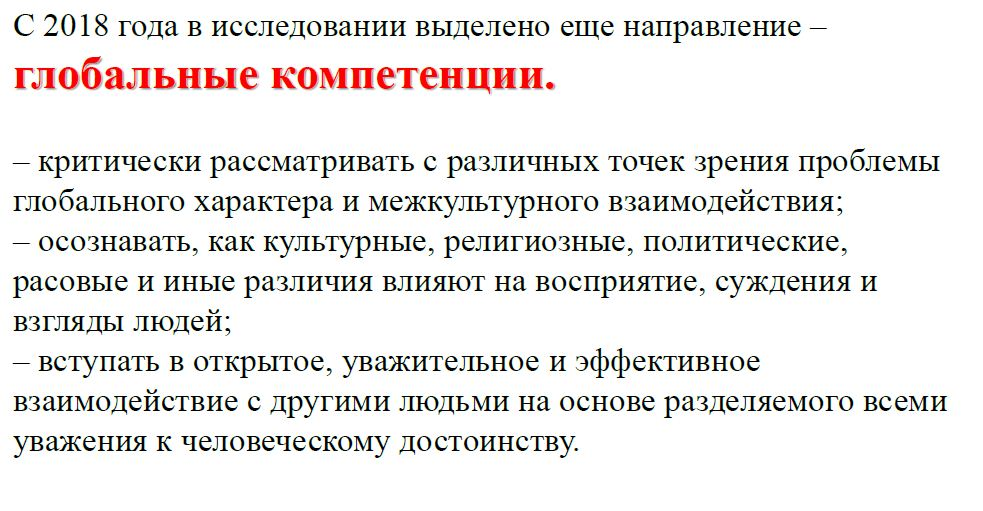 С 2018 года в исследовании выделено еще направление –
глобальные компетенции.
– критически рассматривать с различных точек зрения проблемы
глобального характера и межкультурного взаимодействия;
– осознавать, как культурные, религиозные, политические,
расовые и иные различия влияют на восприятие, суждения и
взгляды людей;
– вступать в открытое, уважительное и эффективное
взаимодействие с другими людьми на основе разделяемого всеми
уважения к человеческому достоинству.